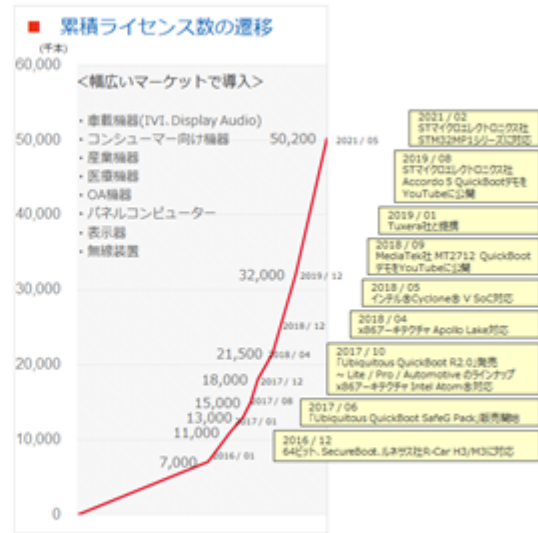 ■ 累積ライセンス数の遷移
(千本)
60,000
<幅広いマーケットで導入>
・車載機器(IVI. Display Audio)
・コンシューマー向け機器
・産業機器
・医療機器
・OA機器
・パネルコンピューター
・表示器
・無線装置
50,000
40,000
30,000
20,000
10,000
0
50,200
2021 / 05
32,000
2019 / 12
2018 / 12
21,500
2018 / 04
18,000
2017 / 12
15,000
2017 / 08
13,000
2017 / 01
11,000
7,000
2016 / 01
2021 / 02
STマイクロエレクトロニクス社
STM32MP1シリーズに対応
2019 / 08
STマイクロエレクトロニクス社
Accordo 5 QuickBootデモを
YouTubeに公開
2019 / 01
Tuxera社と提携
2018 / 09
MediaTek社 MT2712 QuickBoot
デモをYouTubeに公開
2018 / 05
インテル®Cyclone® V SoC対応
2018 / 04
x86アーキテクチャ Apollo Lake対応
2017 / 10
「Ubiquitous QuickBoot R2.0」発売
~ Lite / Pro / Automotive のラインナップ
x86アーキテクチャ Intel Atom®対応
2017 / 06
「Ubiquitous QuickBoot SafeG Pack」販売開始
2016 / 12
64ビット、SecureBoot、ルネサス社R-Car H3/M3に対応